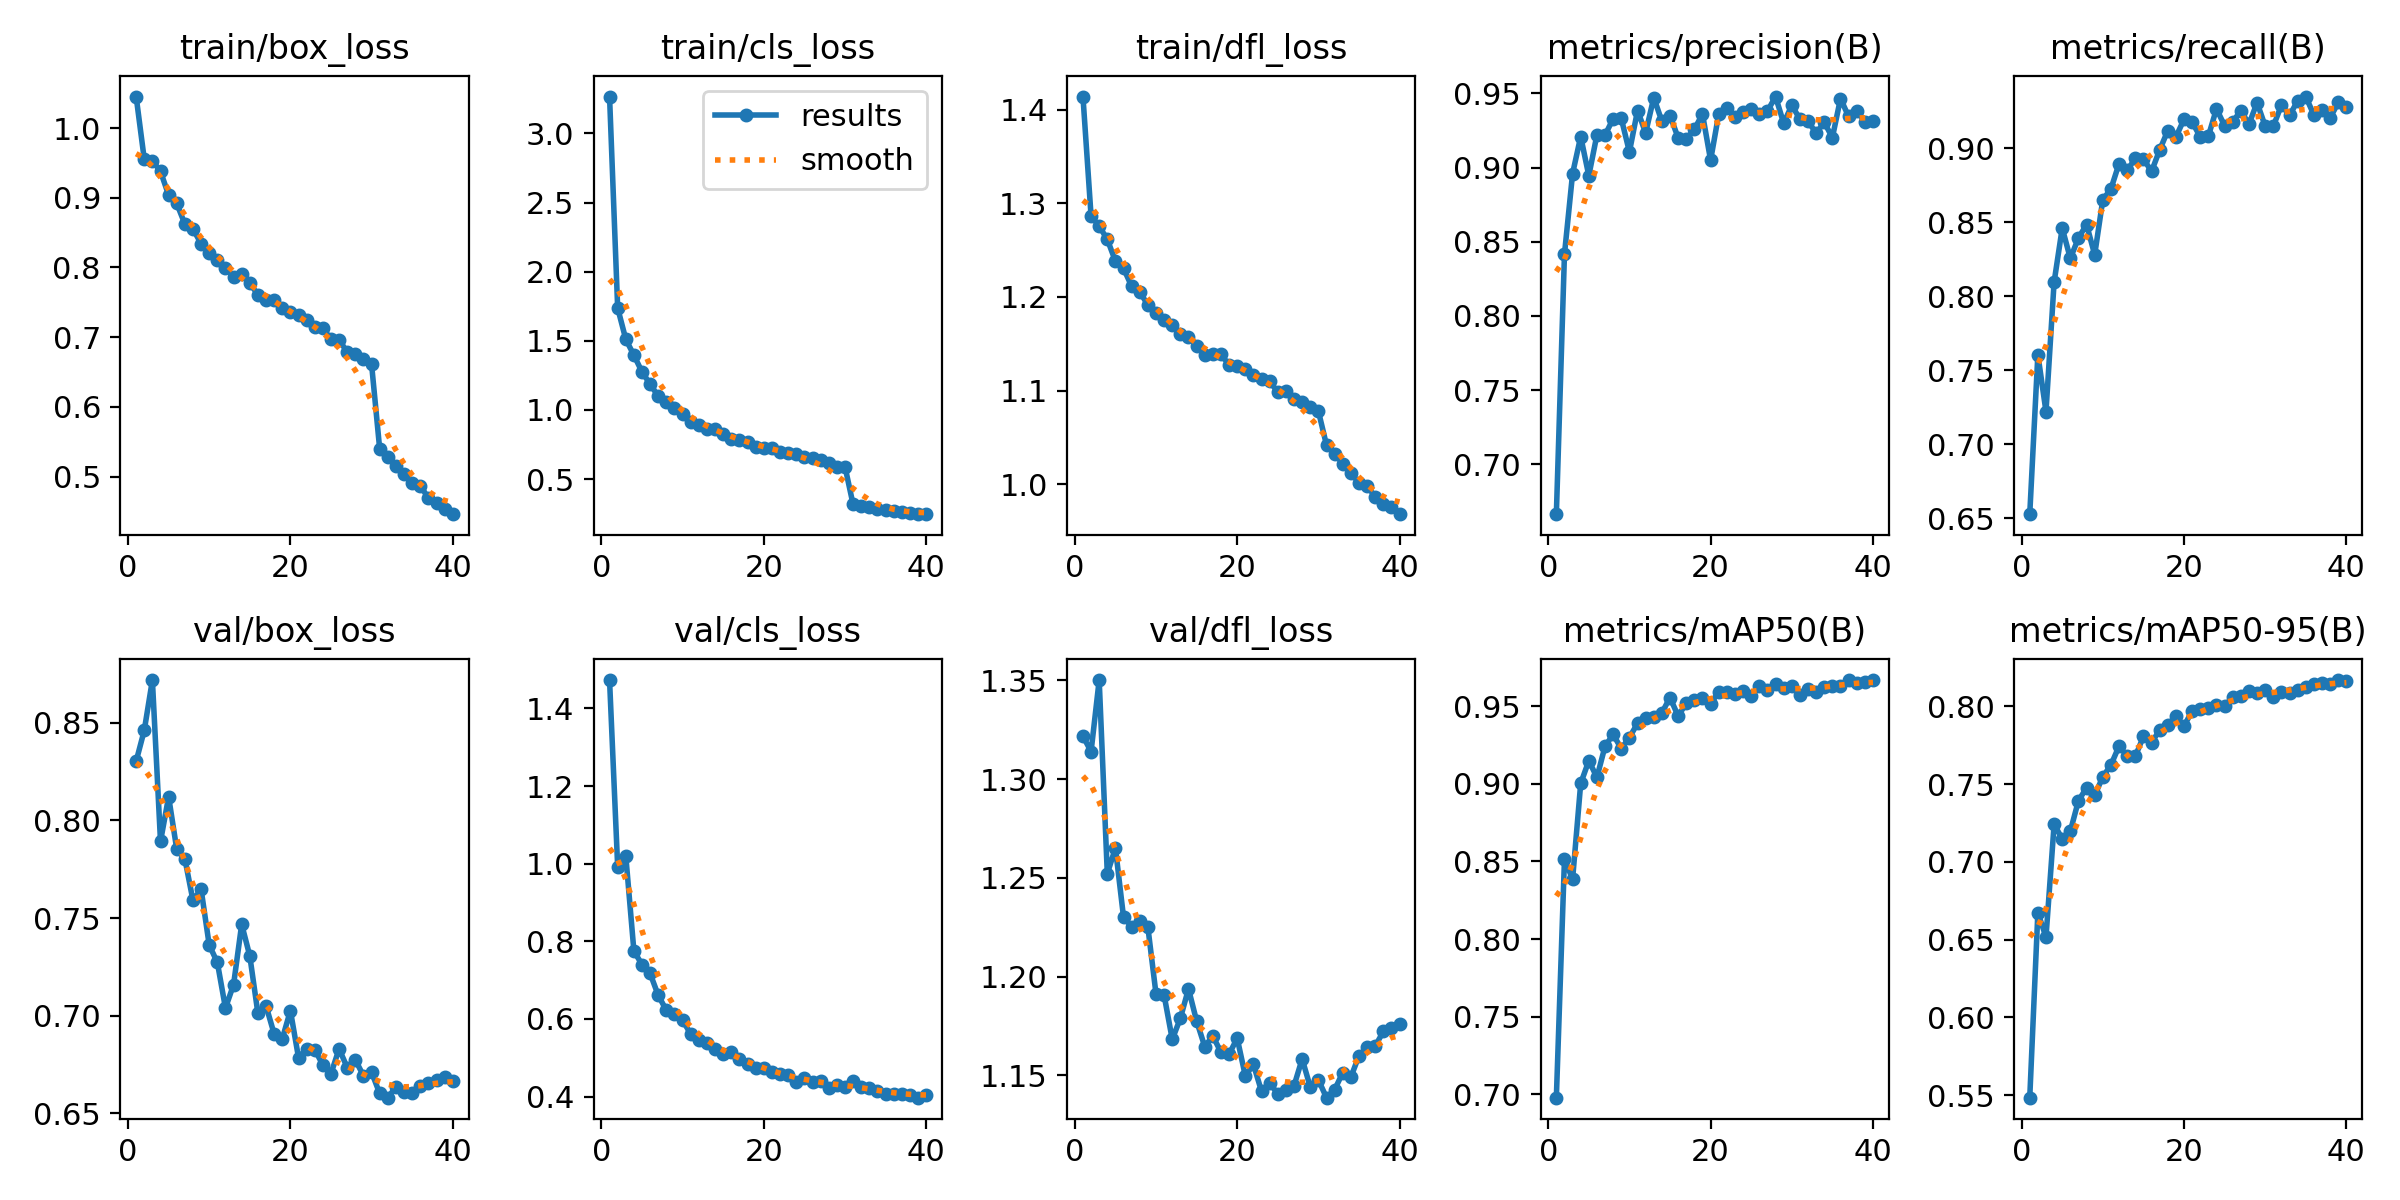 train/box_loss
1.0
0.9
0.8
0.7
0.6
0.5
0 20 40
train/cls_loss
results
smooth
3.0
2.5
2.0
1.5
1.0
0.5
0 20 40
train/dfl_loss
1.4
1.3
1.2
1.1
1.0
0 20 40
metrics/precision(B)
0.95
0.90
0.85
0.80
0.75
0.70
0 20 40
metrics/recall(B)
0.90
0.85
0.80
0.75
0.70
0.65
0 20 40
val/box_loss
0.85
0.80
0.75
0.70
0.65
0 20 40
val/cls_loss
1.4
1.2
1.0
0.8
0.6
0.4
0 20 40
val/dfl_loss
1.35
1.30
1.25
1.20
1.15
0 20 40
metrics/mAP50(B)
0.95
0.90
0.85
0.80
0.75
0.70
0 20 40
metrics/mAP50-95(B)
0.80
0.75
0.70
0.65
0.60
0.55
0 20 40